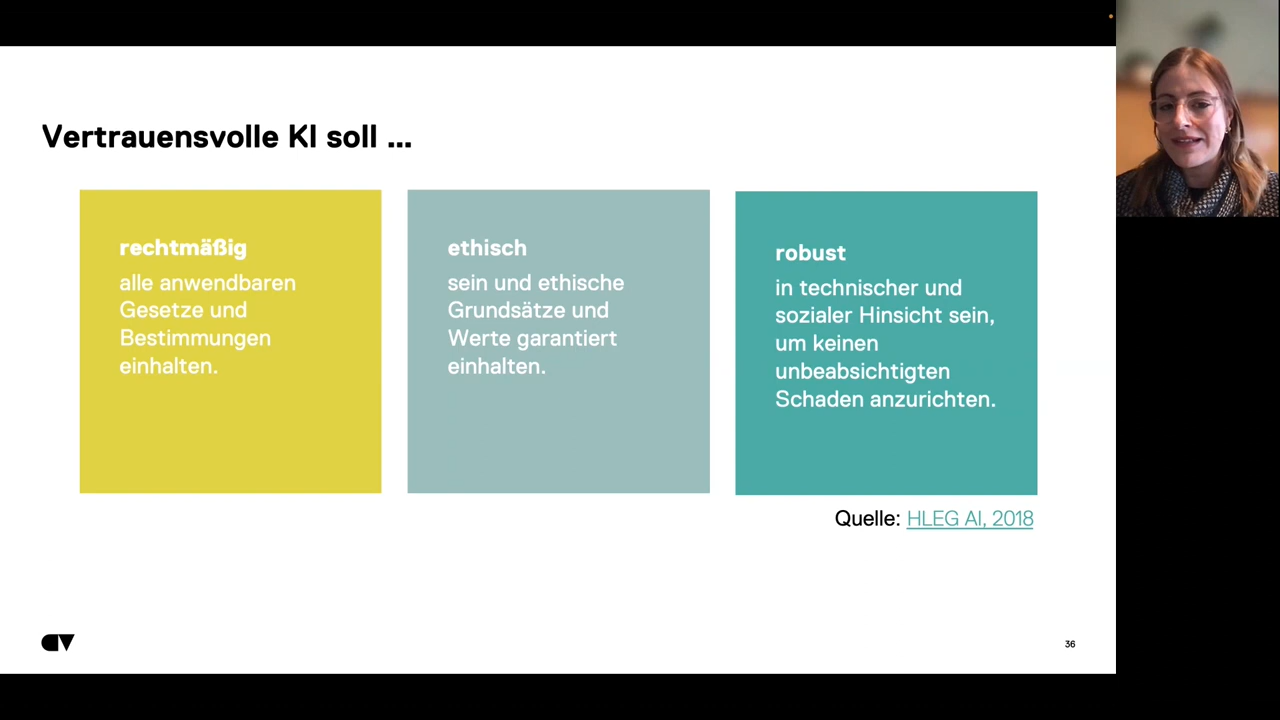 Vertrauensvolle KI soll ...
rechtmäßig
alle anwendbaren
Gesetze und
Bestimmungen
einhalten.
ethisch
sein und ethische
Grundsätze und
Werte garantiert
einhalten.
robust
in technischer und
sozialer Hinsicht sein,
um keinen
unbeabsichtigten
Schaden anzurichten.
Quelle: HLEG AI, 2018
36